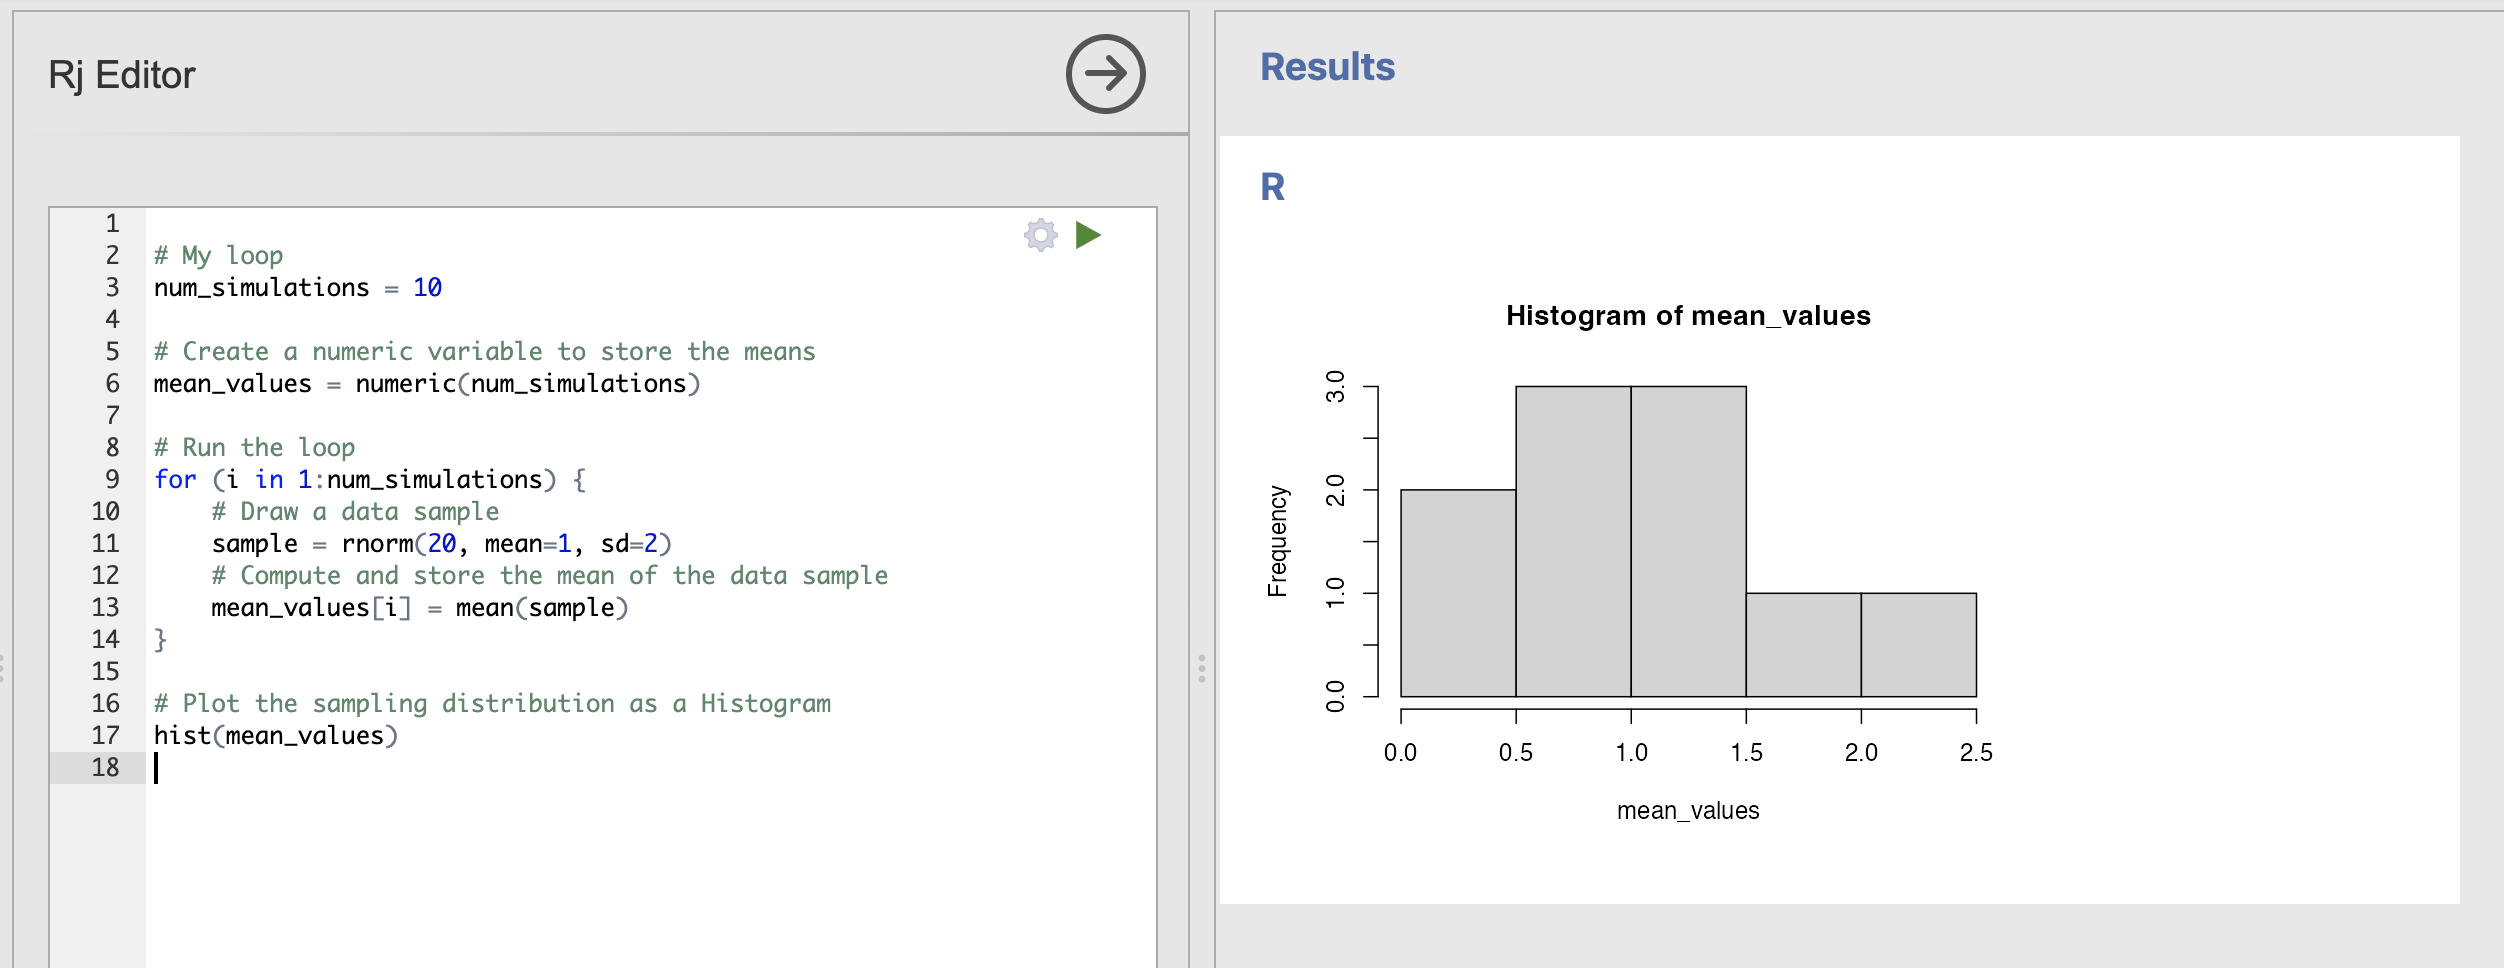 Rj Editor
1
2 # My loop
3 num_simulations = 10
4
5 # Create a numeric variable to store the means
6 mean_values = numeric(num_simulations)
7
8 # Run the loop
9 for (i in 1:num_simulations) {
10     # Draw a data sample
11     sample = rnorm(20, mean=1, sd=2)
12     # Compute and store the mean of the data sample
13     mean_values[i] = mean(sample)
14 }
15
16 # Plot the sampling distribution as a Histogram
17 hist(mean_values)
18
Results
R
Histogram of mean_values
Frequency
3.0
2.0
1.0
0.0
0.0 0.5 1.0 1.5 2.0 2.5
mean_values